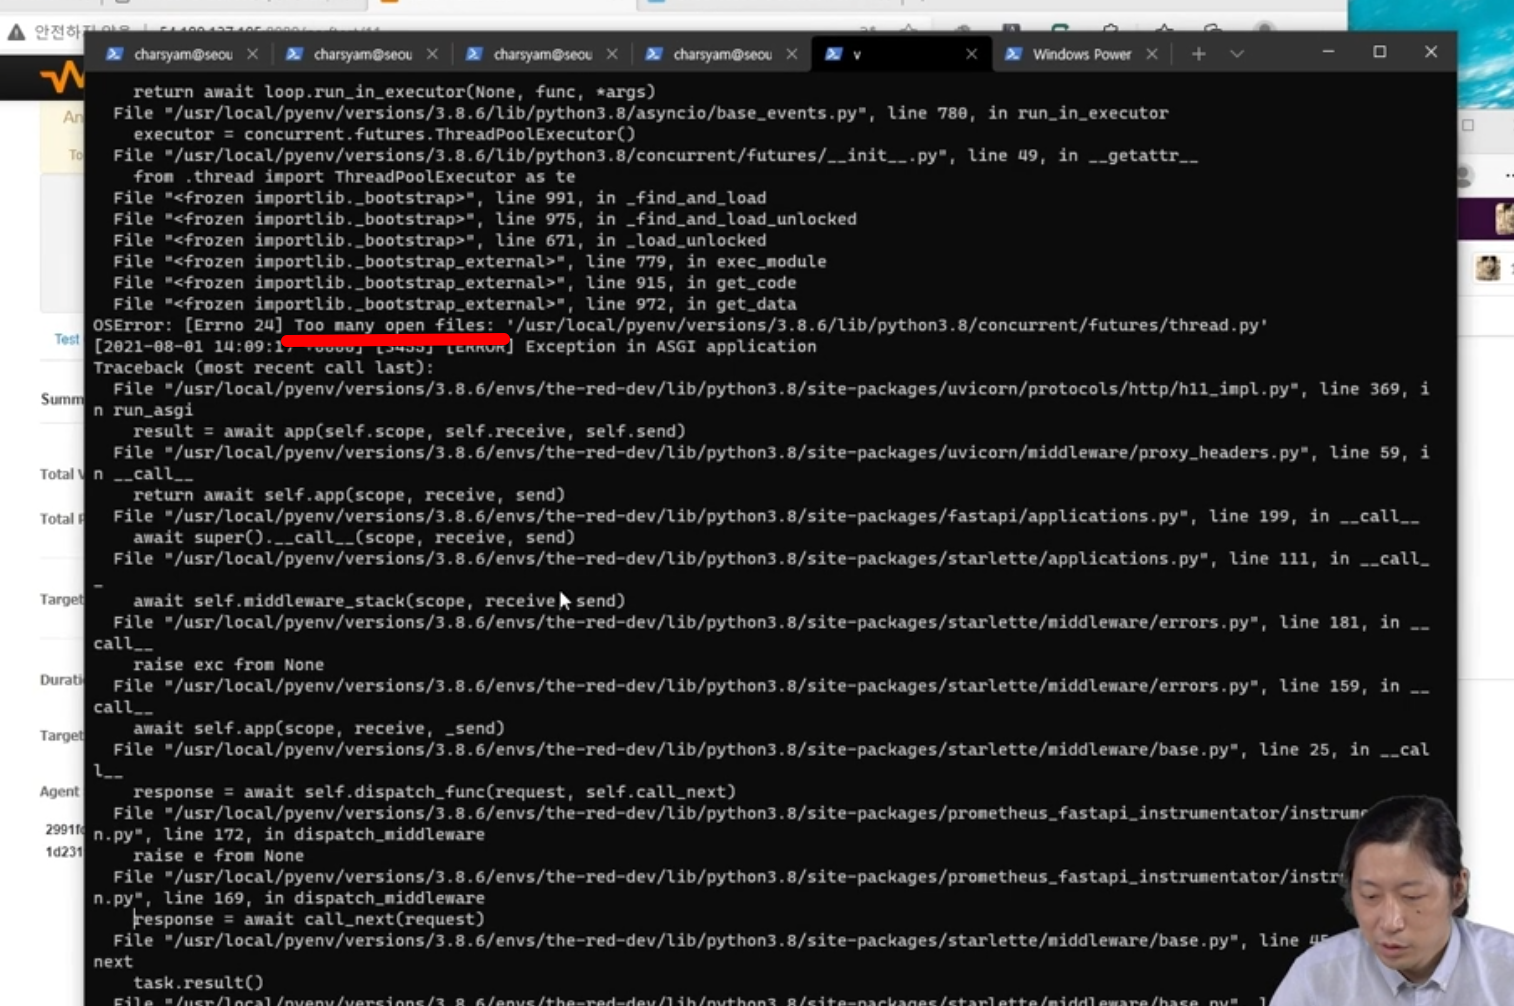 안전하지 않음
charsyam@seou
charsyam@seou
charsyam@seou
charsyam@seou
v
Windows Power
return await loop.run_in_executor(None, func, *args)
File "/usr/local/pyenv/versions/3.8.6/lib/python3.8/asyncio/base_events.py", line 780, in run_in_executor
executor = concurrent.futures.ThreadPoolExecutor()
File "/usr/local/pyenv/versions/3.8.6/lib/python3.8/concurrent/futures/__init__.py", line 49, in __getattr__
from .thread import ThreadPoolExecutor as te
File "<frozen importlib._bootstrap>", line 991, in _find_and_load
File "<frozen importlib._bootstrap>", line 975, in _find_and_load_unlocked
File "<frozen importlib._bootstrap>", line 671, in _load_unlocked
File "<frozen importlib._bootstrap_external>", line 779, in exec_module
File "<frozen importlib._bootstrap_external>", line 915, in get_code
File "<frozen importlib._bootstrap_external>", line 972, in get_data
OSError: [Errno 24] Too many open files: '/usr/local/pyenv/versions/3.8.6/lib/python3.8/concurrent/futures/thread.py'
[2021-08-01 14:09:17 +0000] [ERROR] Exception in ASGI application
Traceback (most recent call last):
File "/usr/local/pyenv/versions/3.8.6/envs/the-red-dev/lib/python3.8/site-packages/uvicorn/protocols/http/h11_impl.py", line 369, i
n run_asgi
result = await app(self.scope, self.receive, self.send)
File "/usr/local/pyenv/versions/3.8.6/envs/the-red-dev/lib/python3.8/site-packages/uvicorn/middleware/proxy_headers.py", line 59, i
n __call__
return await self.app(scope, receive, send)
File "/usr/local/pyenv/versions/3.8.6/envs/the-red-dev/lib/python3.8/site-packages/fastapi/applications.py", line 199, in __call__
await super().__call__(scope, receive, send)
File "/usr/local/pyenv/versions/3.8.6/envs/the-red-dev/lib/python3.8/site-packages/starlette/applications.py", line 111, in __call_
_
await self.middleware_stack(scope, receive, send)
File "/usr/local/pyenv/versions/3.8.6/envs/the-red-dev/lib/python3.8/site-packages/starlette/middleware/errors.py", line 181, in __
call__
raise exc from None
File "/usr/local/pyenv/versions/3.8.6/envs/the-red-dev/lib/python3.8/site-packages/starlette/middleware/errors.py", line 159, in __
call__
await self.app(scope, receive, _send)
File "/usr/local/pyenv/versions/3.8.6/envs/the-red-dev/lib/python3.8/site-packages/starlette/middleware/base.py", line 25, in __cal
l__
response = await self.dispatch_func(request, self.call_next)
File "/usr/local/pyenv/versions/3.8.6/envs/the-red-dev/lib/python3.8/site-packages/prometheus_fastapi_instrumentator/instrume
n.py", line 172, in dispatch_middleware
raise e from None
File "/usr/local/pyenv/versions/3.8.6/envs/the-red-dev/lib/python3.8/site-packages/prometheus_fastapi_instrumentator/instr
n.py", line 169, in dispatch_middleware
response = await call_next(request)
File "/usr/local/pyenv/versions/3.8.6/envs/the-red-dev/lib/python3.8/site-packages/starlette/middleware/base.py", line 45
next
task.result()
File "/usr/local/pyenv/versions/3.8.6/envs/the-red-dev/lib/python3.8/site-packages/starlette/middleware/base.py", l
An
To
Test
Summ
Total V
Total P
Target
Durati
Target
Agent
2991f
1d231